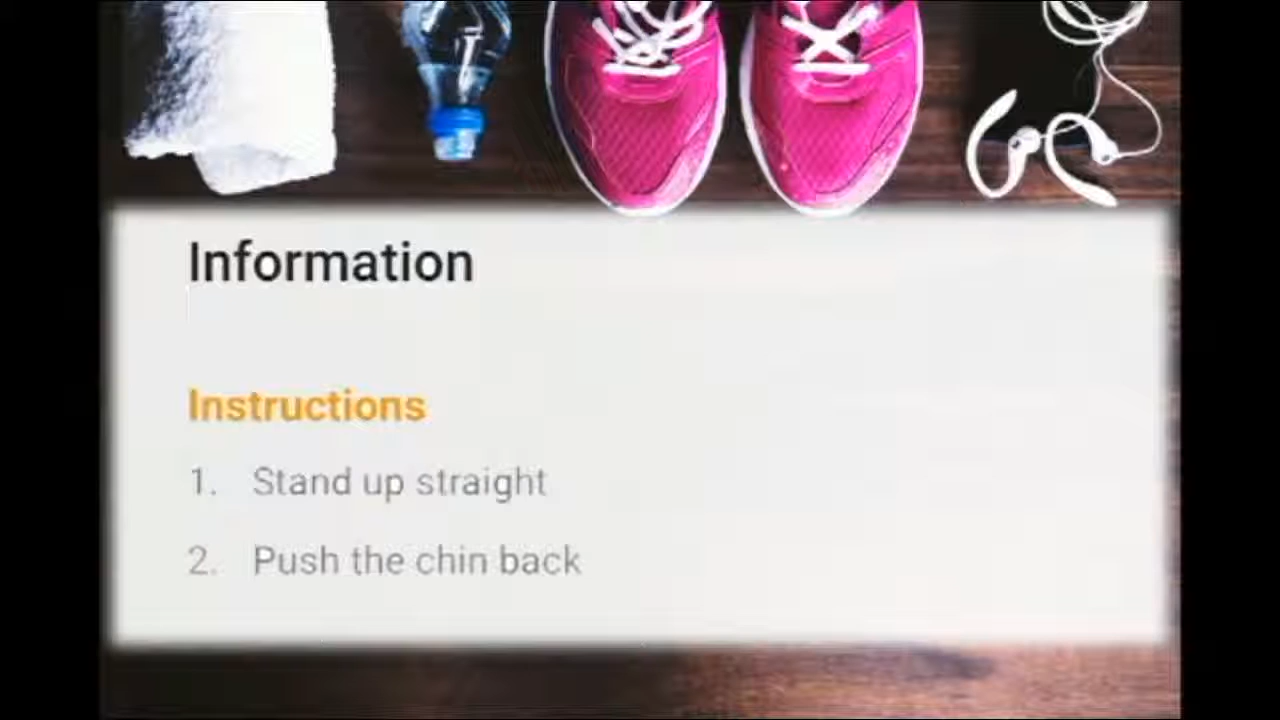 Information
Instructions
1. Stand up straight
2. Push the chin back